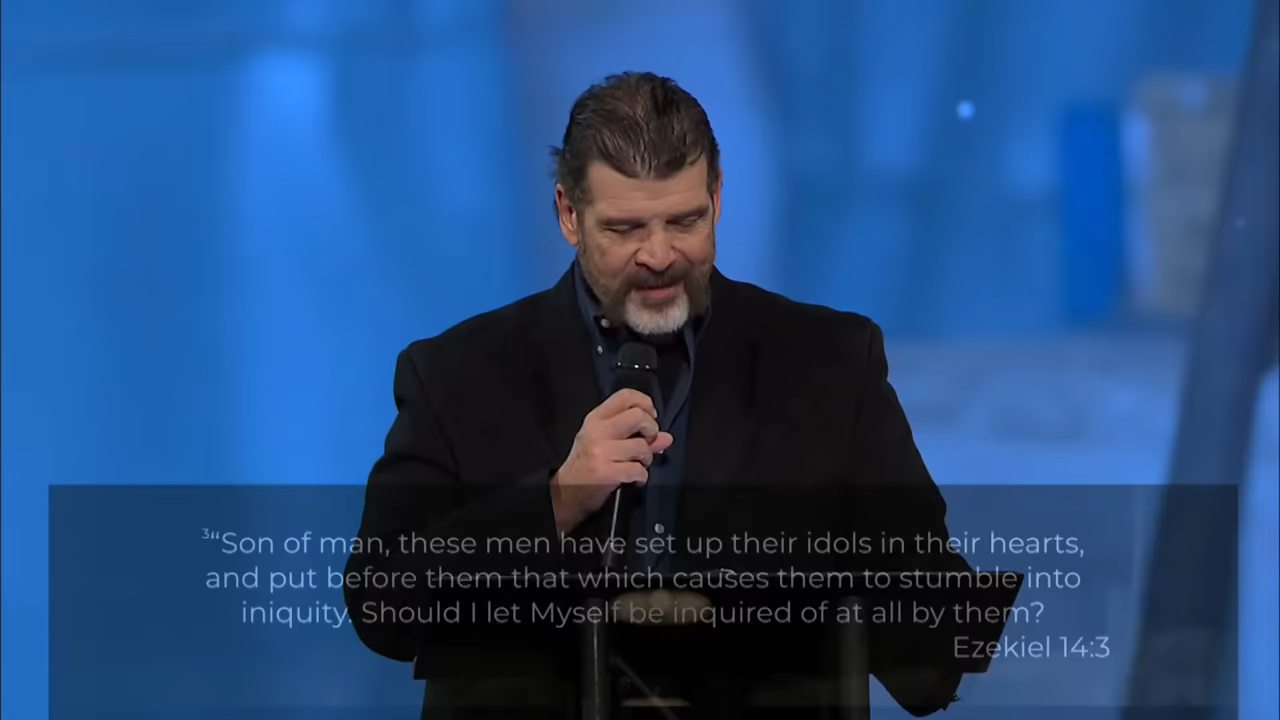 3“Son of man, these men have set up their idols in their hearts,
and put before them that which causes them to stumble into
iniquity. Should I let Myself be inquired of at all by them?
Ezekiel 14:3